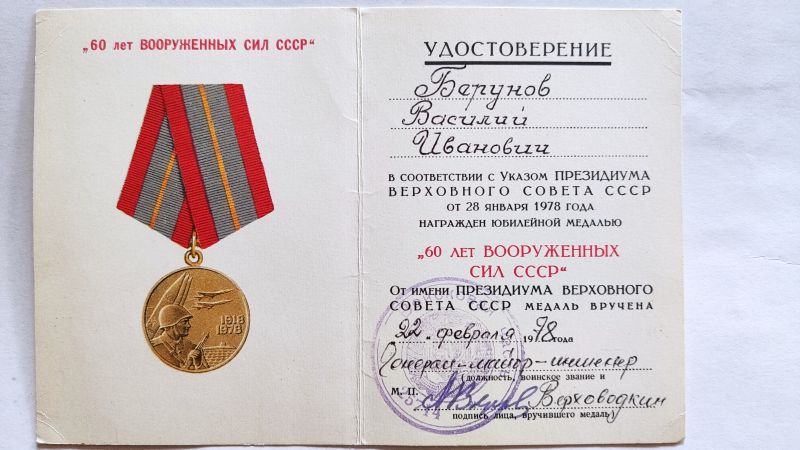 „60 лет ВООРУЖЕННЫХ СИЛ СССР“
1918
1978
УДОСТОВЕРЕНИЕ
Берунов
Василий
Иванович
В СООТВЕТСТВИИ С УКАЗОМ ПРЕЗИДИУМА
ВЕРХОВНОГО СОВЕТА СССР
ОТ 28 ЯНВАРЯ 1978 ГОДА
НАГРАЖДЕН ЮБИЛЕЙНОЙ МЕДАЛЬЮ
„60 ЛЕТ ВООРУЖЕННЫХ
СИЛ СССР“
ОТ ИМЕНИ ПРЕЗИДИУМА ВЕРХОВНОГО
СОВЕТА СССР МЕДАЛЬ ВРУЧЕНА
22 февраля 1978 года
Генерал-майор-инженер
(должность, воинское звание и
М. П. Верховодкин
подпись лица, вручившего медаль)